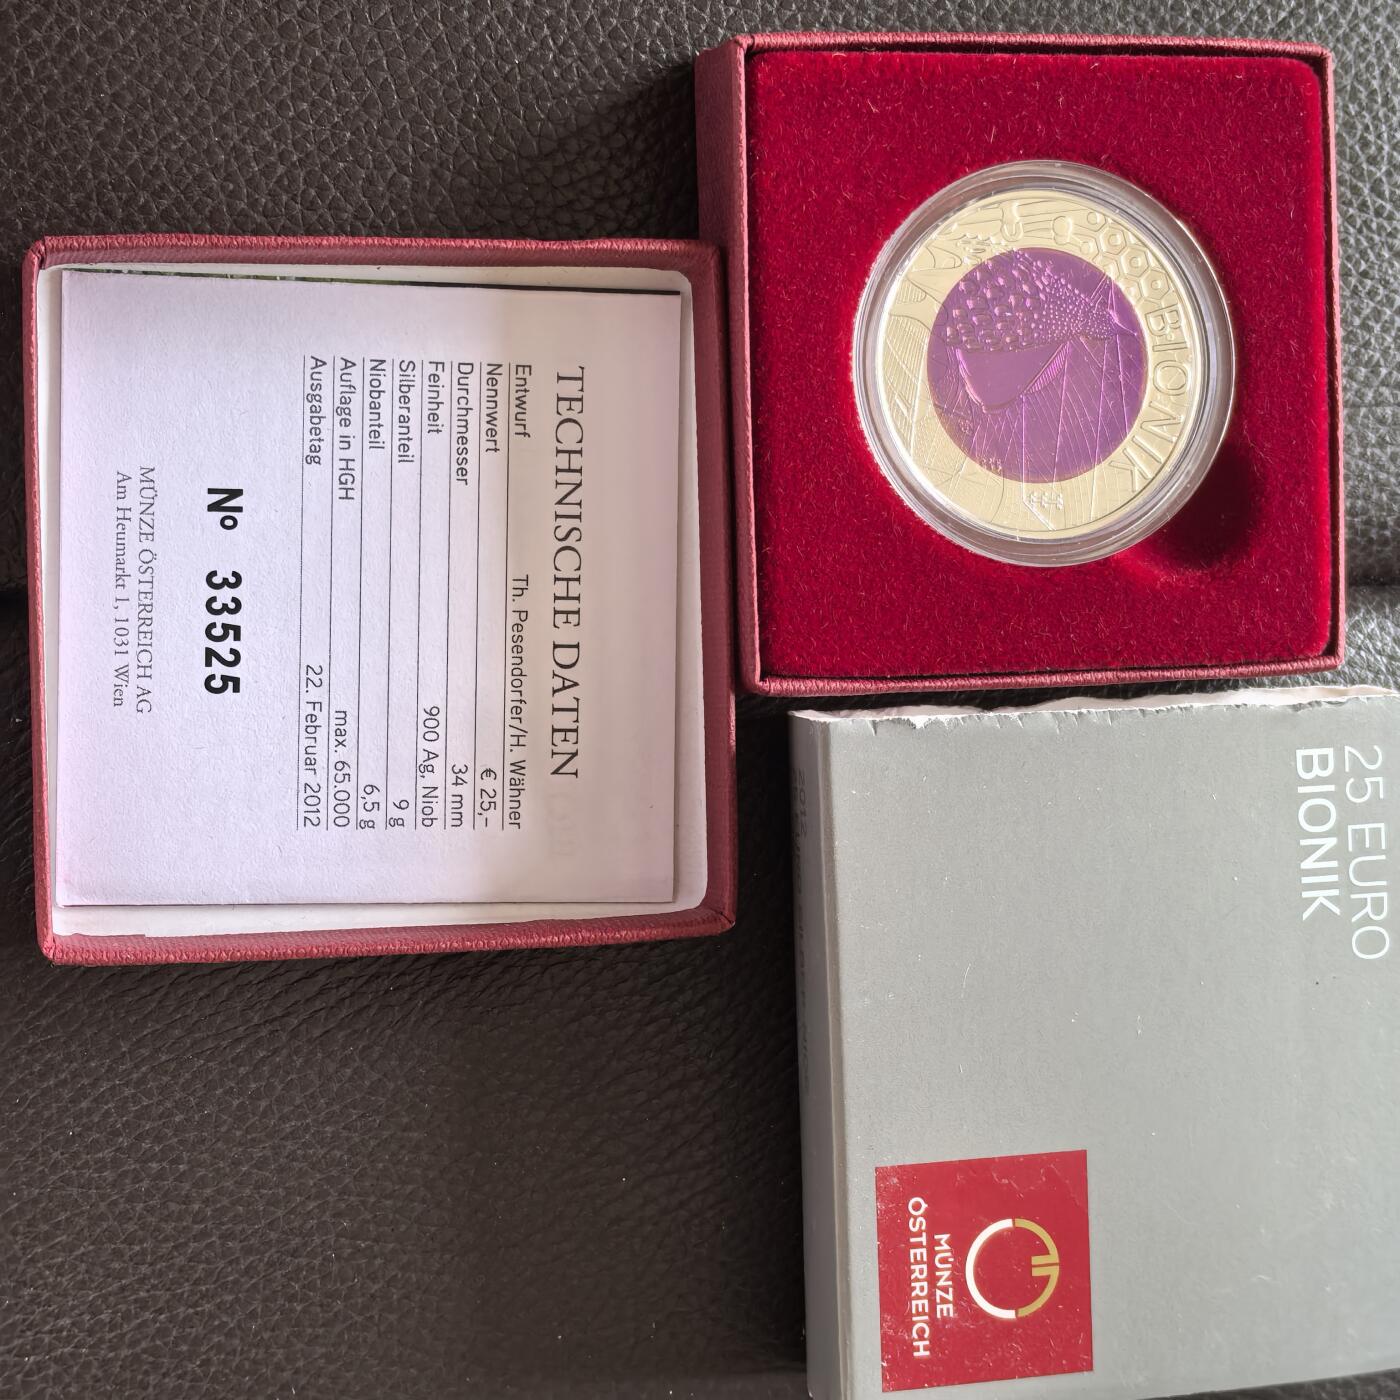 TECHNISCHE DATEN
Entwurf Th. Pesendorfer/H. Wähner
Nennwert € 25,–
Durchmesser 34 mm
Feinheit 900 Ag, Niob
Silberanteil 9 g
Niobanteil 6,5 g
Auflage in HGH max. 65.000
Ausgabetag 22. Februar 2012
No 33525
MÜNZE ÖSTERREICH AG
Am Heumarkt 1, 1031 Wien
BIONIK
25 EURO
BIONIK
MÜNZE
ÖSTERREICH